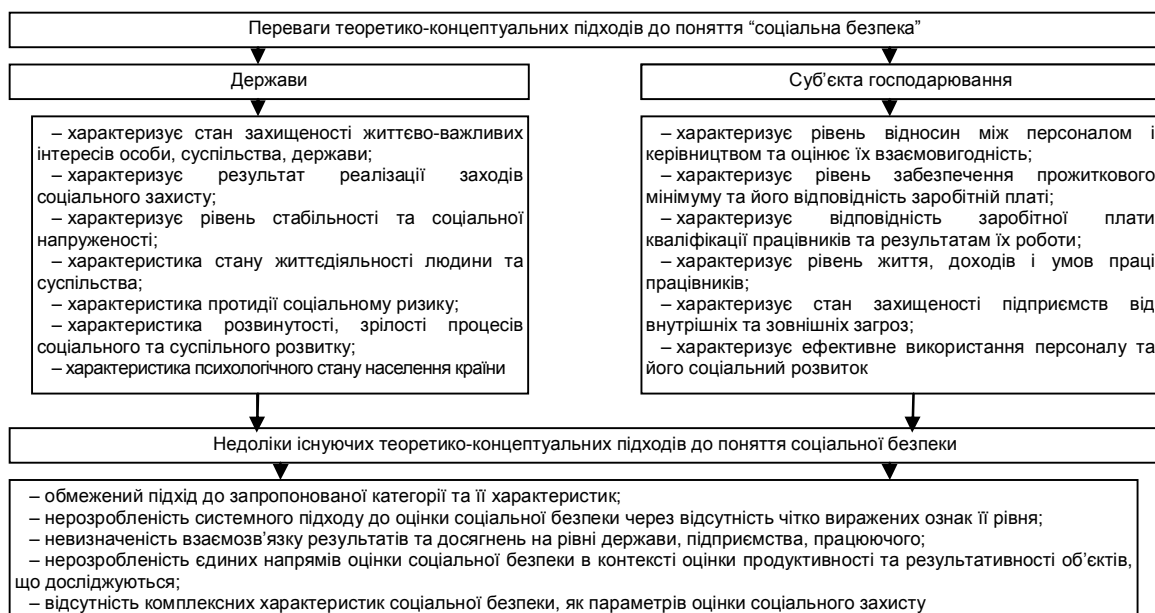 Переваги теоретико-концептуальних підходів до поняття “соціальна безпека”
Держави
– характеризує стан захищеності життєво-важливих
інтересів особи, суспільства, держави;
– характеризує результат реалізації заходів
соціального захисту;
– характеризує рівень стабільності та соціальної
напруженості;
– характеристика стану життєдіяльності людини та
суспільства;
– характеристика протидії соціальному ризику;
– характеристика розвинутості, зрілості процесів
соціального та суспільного розвитку;
– характеристика психологічного стану населення країни
Суб’єкта господарювання
– характеризує рівень відносин між персоналом і
керівництвом та оцінює їх взаємовигодність;
– характеризує рівень забезпечення прожиткового
мінімуму та його відповідність заробітній платі;
– характеризує відповідність заробітної плати
кваліфікації працівників та результатам їх роботи;
– характеризує рівень життя, доходів і умов праці
працівників;
– характеризує стан захищеності підприємств від
внутрішніх та зовнішніх загроз;
– характеризує ефективне використання персоналу та
його соціальний розвиток
Недоліки існуючих теоретико-концептуальних підходів до поняття соціальної безпеки
– обмежений підхід до запропонованої категорії та її характеристик;
– нерозробленість системного підходу до оцінки соціальної безпеки через відсутність чітко виражених ознак її рівня;
– невизначеність взаємозв’язку результатів та досягнень на рівні держави, підприємства, працюючого;
– нерозробленість єдиних напрямів оцінки соціальної безпеки в контексті оцінки продуктивності та результативності об’єктів,
що досліджуються;
– відсутність комплексних характеристик соціальної безпеки, як параметрів оцінки соціального захисту